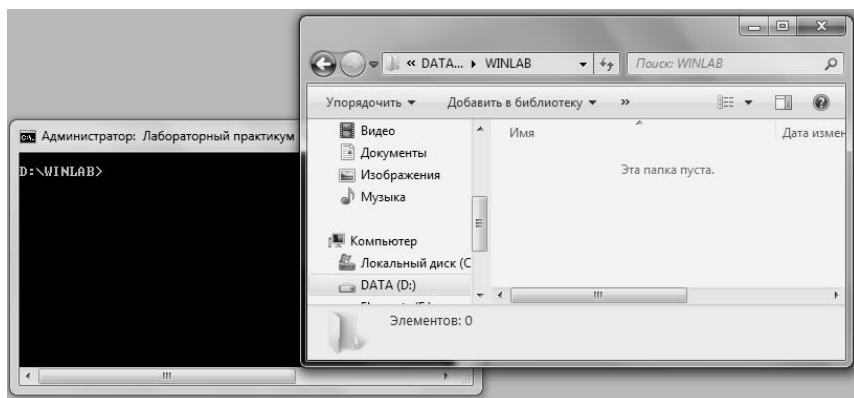 « DATA... ▸ WINLAB
Поиск: WINLAB
Упорядочить ▾ Добавить в библиотеку ▾ »
Видео
Документы
Изображения
Музыка
Компьютер
Локальный диск (C
DATA (D:)
Имя
Дата измен
Эта папка пуста.
Элементов: 0
Администратор: Лабораторный практикум
D:\WINLAB>